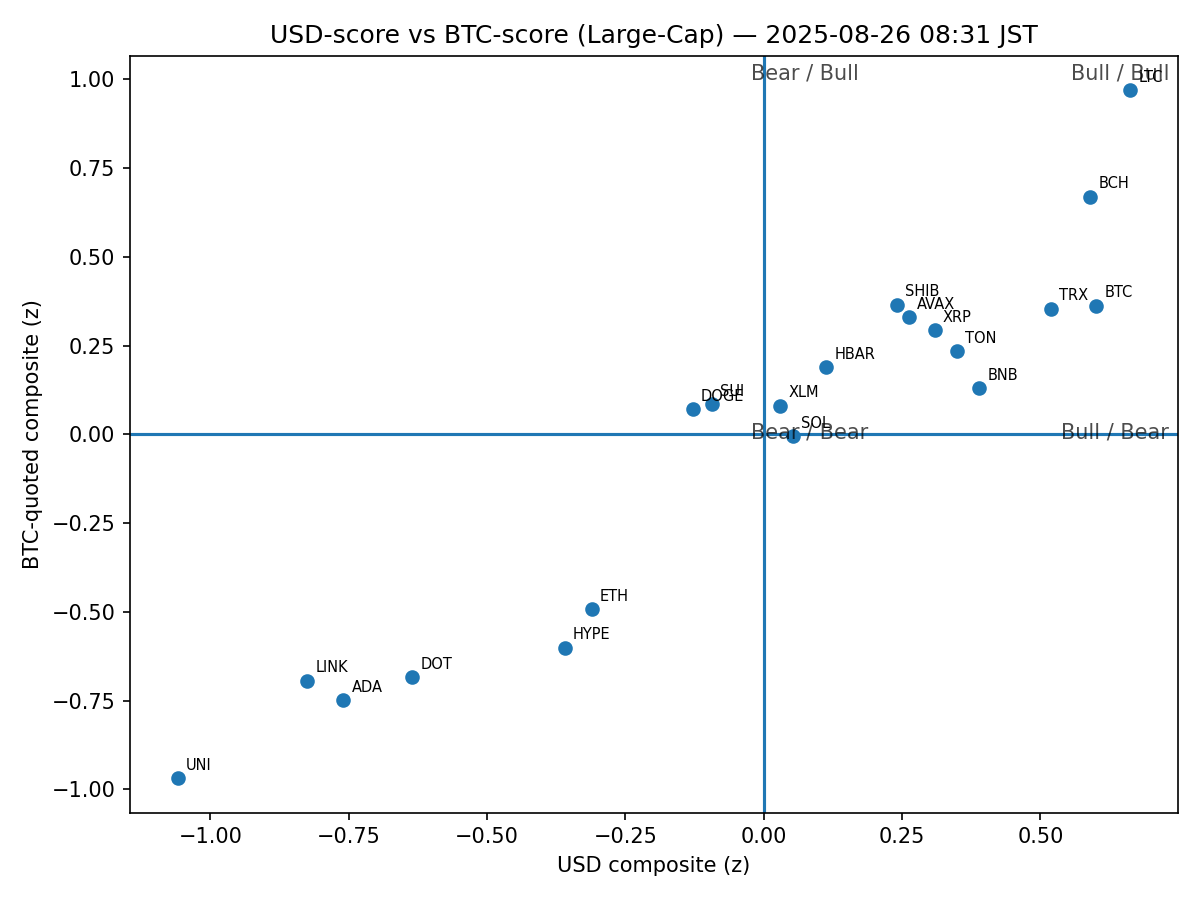 USD-score vs BTC-score (Large-Cap) — 2025-08-26 08:31 JST
1.00
0.75
0.50
0.25
0.00
−0.25
−0.50
−0.75
−1.00
BTC-quoted composite (z)
Bear / Bull
Bull / Bull
LTC
BCH
SHIB
AVAX
XRP
TRX
BTC
TON
HBAR
BNB
SUI
DOGE
XLM
SOL
Bear / Bear
Bull / Bear
ETH
HYPE
LINK
DOT
ADA
UNI
−1.00
−0.75
−0.50
−0.25
0.00
0.25
0.50
USD composite (z)